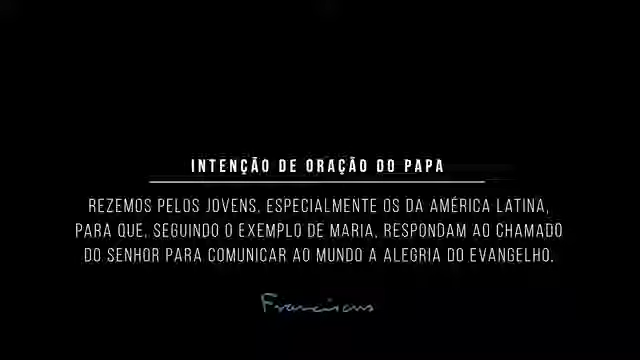 INTENÇÃO DE ORAÇÃO DO PAPA
REZEMOS PELOS JOVENS, ESPECIALMENTE OS DA AMÉRICA LATINA,
PARA QUE, SEGUINDO O EXEMPLO DE MARIA, RESPONDAM AO CHAMADO
DO SENHOR PARA COMUNICAR AO MUNDO A ALEGRIA DO EVANGELHO.
Franciscus